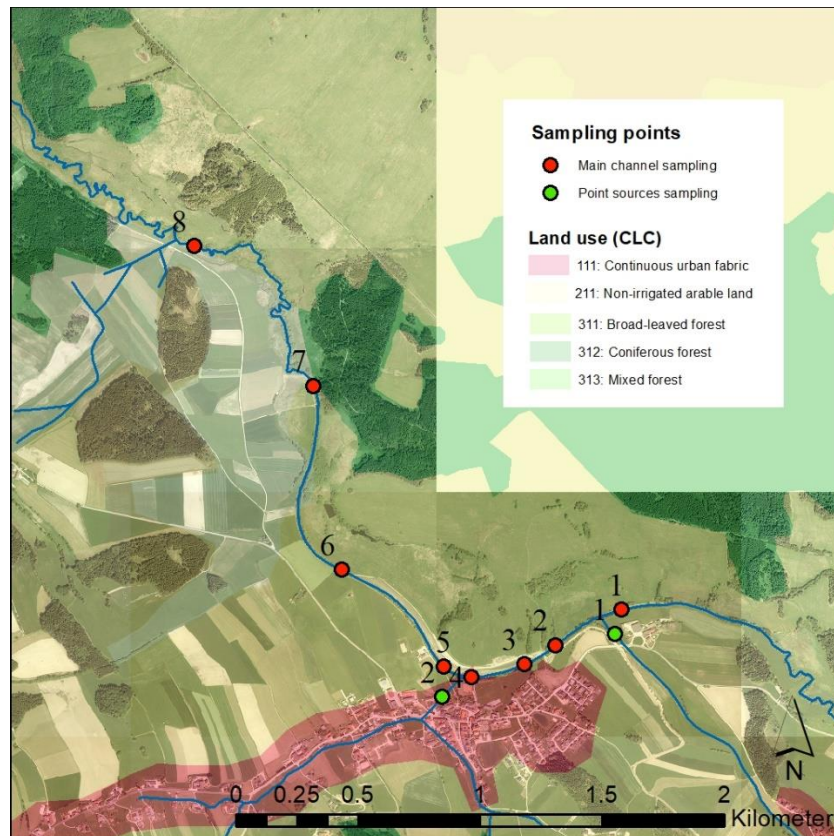 Sampling points
Main channel sampling
Point sources sampling
Land use (CLC)
111: Continuous urban fabric
211: Non-irrigated arable land
311: Broad-leaved forest
312: Coniferous forest
313: Mixed forest
8
7
6
1
1
2
3
5
2
4
N
0 0.25 0.5 1 1.5 2
Kilometer